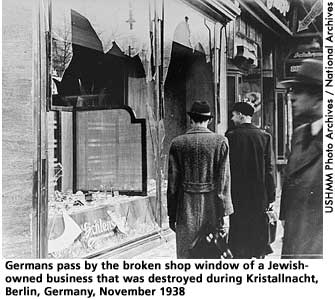 Germans pass by the broken shop window of a Jewish-
owned business that was destroyed during Kristallnacht,
Berlin, Germany, November 1938
USHAM Photo Archives / National Archives